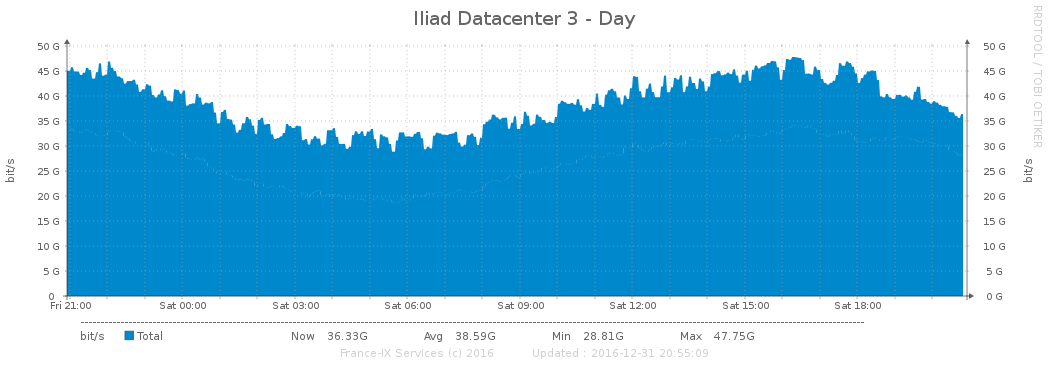 Iliad Datacenter 3 - Day
RRDTOOL / TOBI OETIKER
bit/s
bit/s
50 G 50 G
45 G 45 G
40 G 40 G
35 G 35 G
30 G 30 G
25 G 25 G
20 G 20 G
15 G 15 G
10 G 10 G
5 G 5 G
0 0 G
Fri 21:00 Sat 00:00 Sat 03:00 Sat 06:00 Sat 09:00 Sat 12:00 Sat 15:00 Sat 18:00
bit/s Total Now 36.33G Avg 38.59G Min 28.81G Max 47.75G
France-IX Services (c) 2016 Updated : 2016-12-31 20:55:09